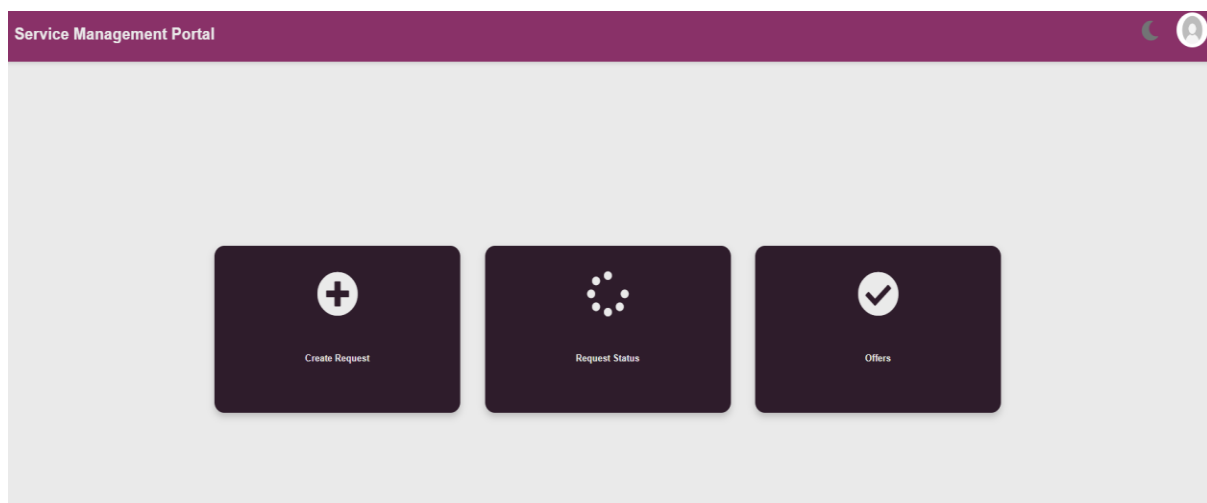 Service Management Portal
Create Request
Request Status
Offers